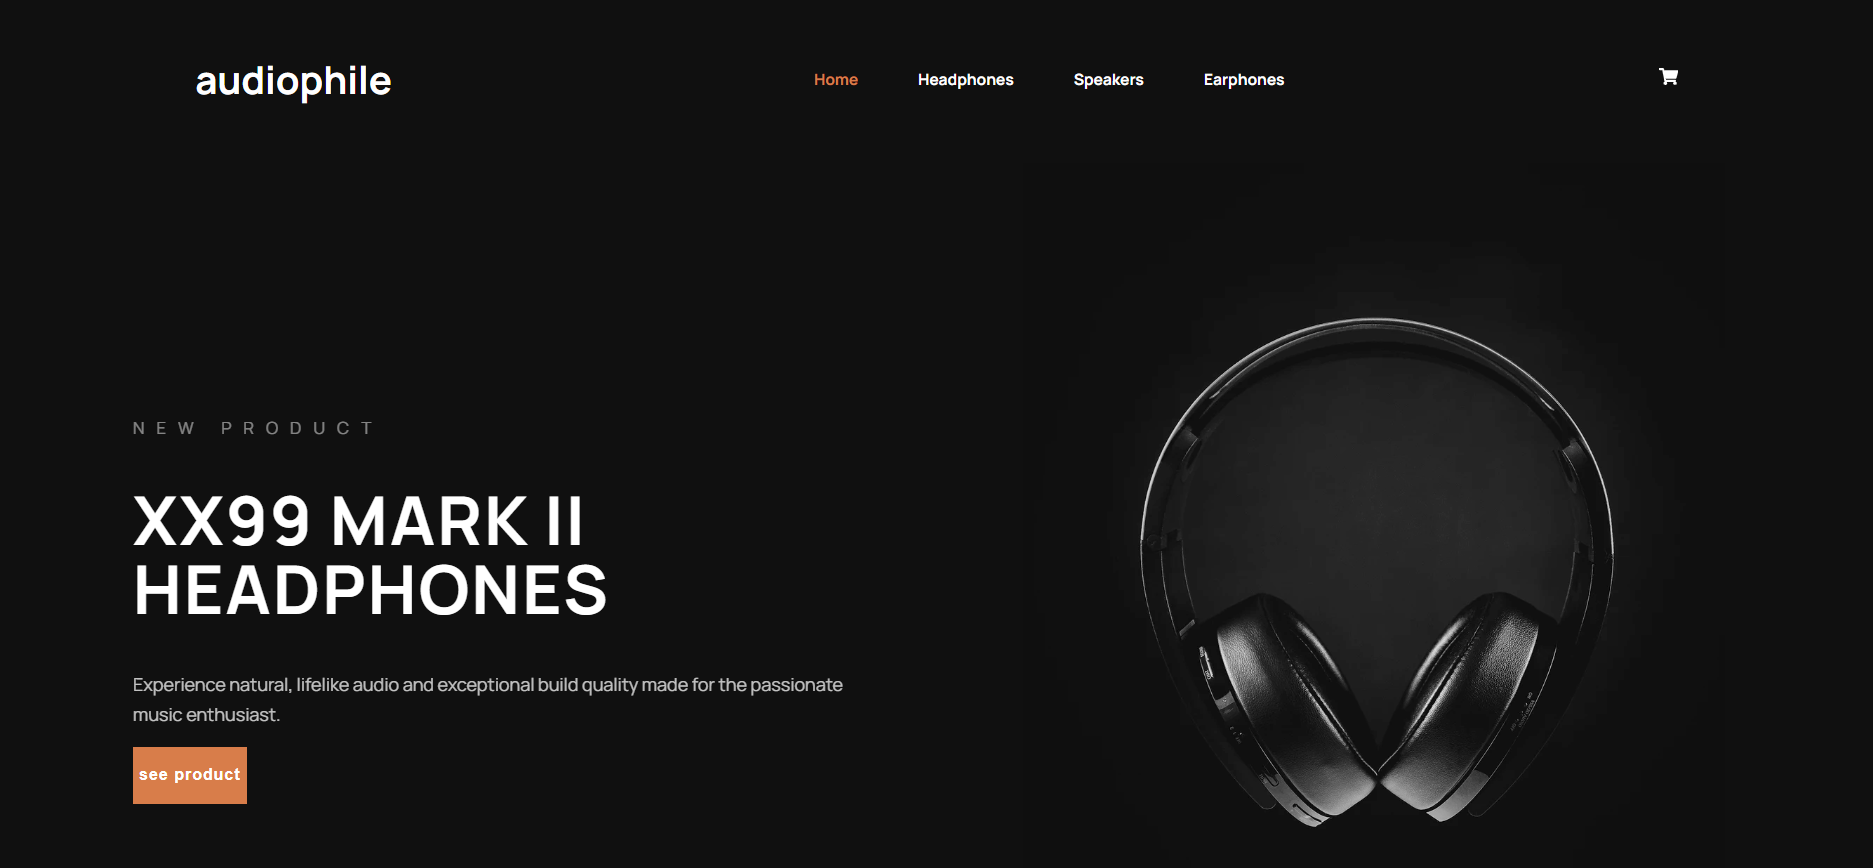 audiophile
Home Headphones Speakers Earphones
NEW PRODUCT
XX99 MARK II
HEADPHONES
Experience natural, lifelike audio and exceptional build quality made for the passionate
music enthusiast.
see product